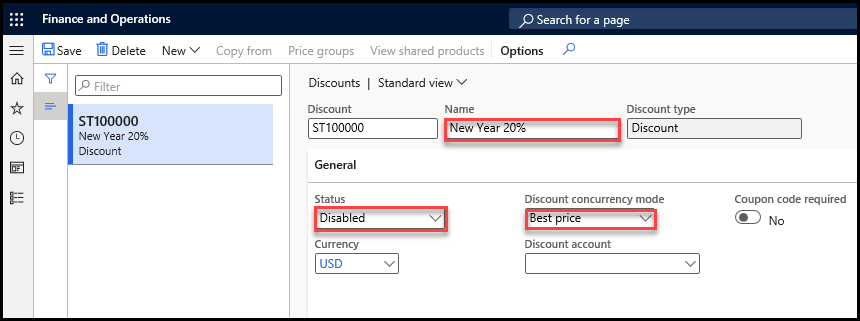 Finance and Operations
Search for a page
Save Delete New Copy from Price groups View shared products Options
Filter
ST100000
New Year 20%
Discount
Discounts | Standard view
Discount Name Discount type
ST100000 New Year 20% Discount
General
Status Discount concurrency mode Coupon code required
Disabled Best price No
Currency Discount account
USD